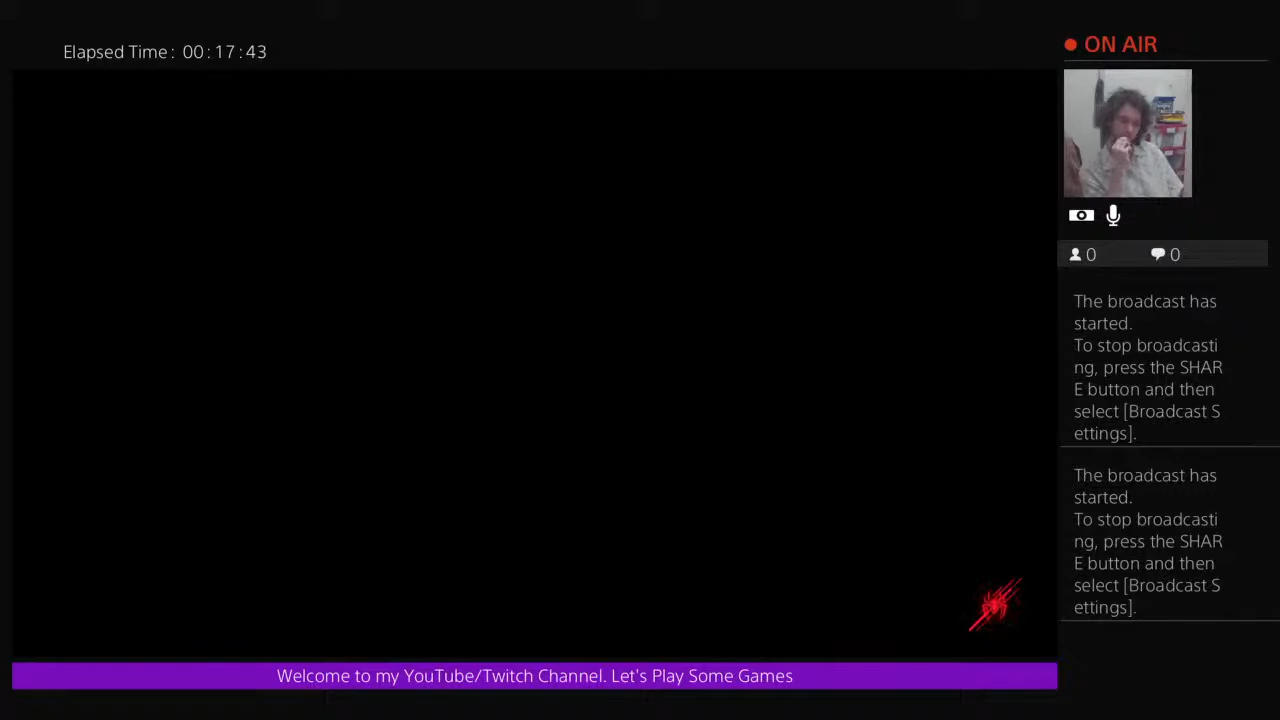 Elapsed Time: 00:17:43
ON AIR
0 0
The broadcast has
started.
To stop broadcasti
ng, press the SHAR
E button and then
select [Broadcast S
ettings].
The broadcast has
started.
To stop broadcasti
ng, press the SHAR
E button and then
select [Broadcast S
ettings].
Welcome to my YouTube/Twitch Channel. Let's Play Some Games